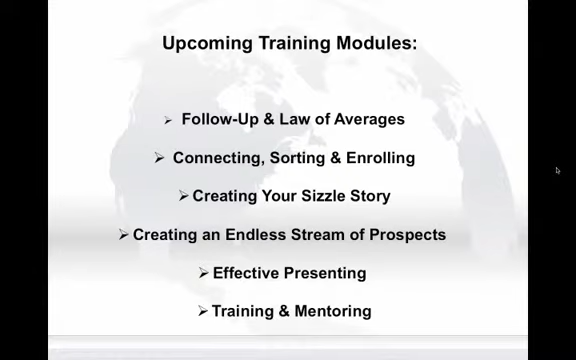 Upcoming Training Modules:
➢ Follow-Up & Law of Averages
➢ Connecting, Sorting & Enrolling
➢ Creating Your Sizzle Story
➢ Creating an Endless Stream of Prospects
➢ Effective Presenting
➢ Training & Mentoring